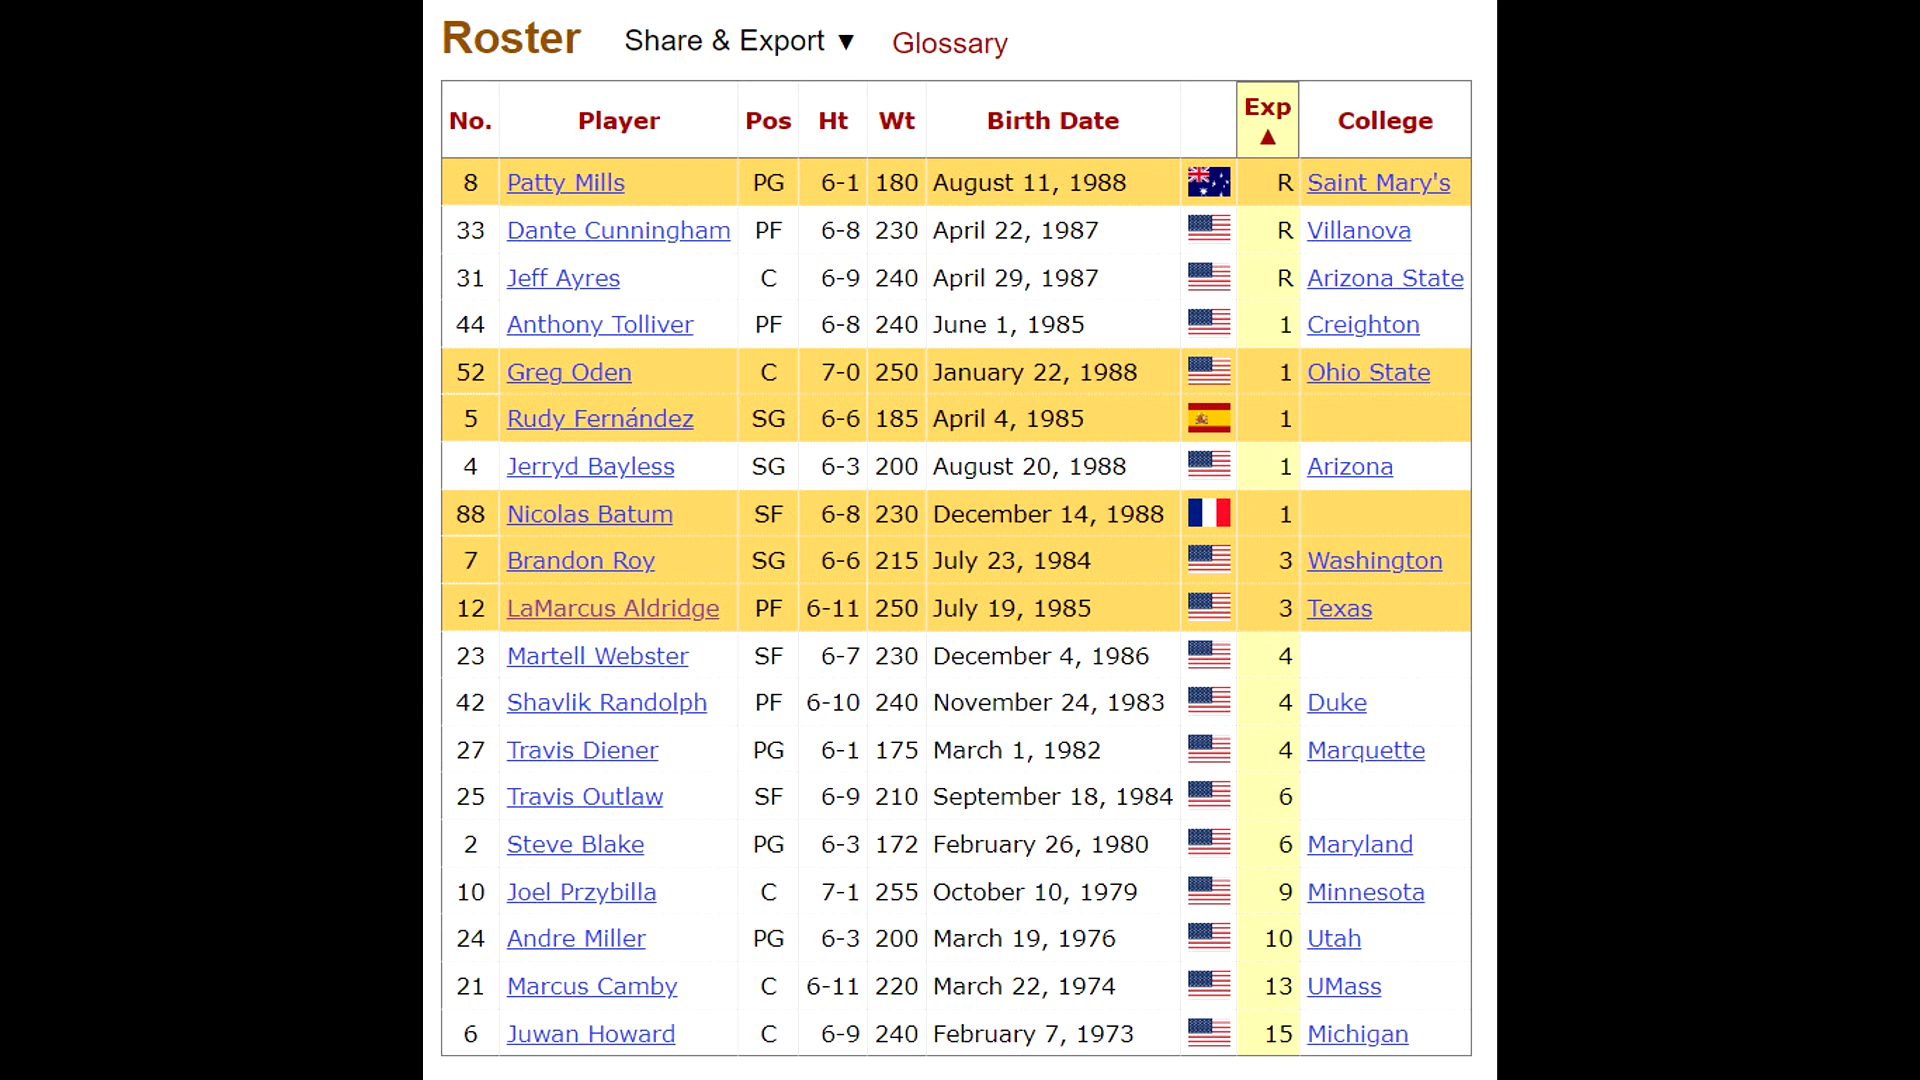 Roster Share & Export ▼ Glossary
No. Player Pos Ht Wt Birth Date Exp ▲ College
8 Patty Mills PG 6-1 180 August 11, 1988 R Saint Mary's
33 Dante Cunningham PF 6-8 230 April 22, 1987 R Villanova
31 Jeff Ayres C 6-9 240 April 29, 1987 R Arizona State
44 Anthony Tolliver PF 6-8 240 June 1, 1985 1 Creighton
52 Greg Oden C 7-0 250 January 22, 1988 1 Ohio State
5 Rudy Fernández SG 6-6 185 April 4, 1985 1
4 Jerryd Bayless SG 6-3 200 August 20, 1988 1 Arizona
88 Nicolas Batum SF 6-8 230 December 14, 1988 1
7 Brandon Roy SG 6-6 215 July 23, 1984 3 Washington
12 LaMarcus Aldridge PF 6-11 250 July 19, 1985 3 Texas
23 Martell Webster SF 6-7 230 December 4, 1986 4
42 Shavlik Randolph PF 6-10 240 November 24, 1983 4 Duke
27 Travis Diener PG 6-1 175 March 1, 1982 4 Marquette
25 Travis Outlaw SF 6-9 210 September 18, 1984 6
2 Steve Blake PG 6-3 172 February 26, 1980 6 Maryland
10 Joel Przybilla C 7-1 255 October 10, 1979 9 Minnesota
24 Andre Miller PG 6-3 200 March 19, 1976 10 Utah
21 Marcus Camby C 6-11 220 March 22, 1974 13 UMass
6 Juwan Howard C 6-9 240 February 7, 1973 15 Michigan